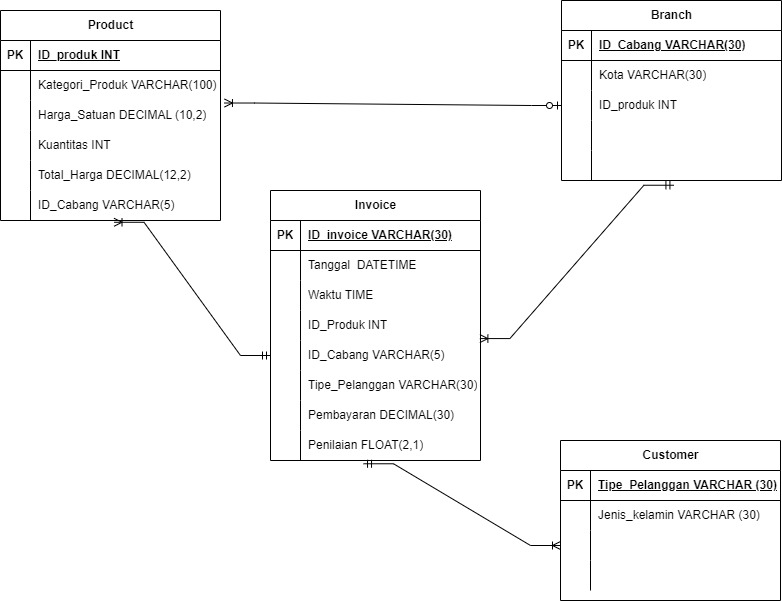 Product
PK ID_produk INT
Kategori_Produk VARCHAR(100)
Harga_Satuan DECIMAL (10,2)
Kuantitas INT
Total_Harga DECIMAL(12,2)
ID_Cabang VARCHAR(5)
Branch
PK ID_Cabang VARCHAR(30)
Kota VARCHAR(30)
ID_produk INT
Invoice
PK ID_invoice VARCHAR(30)
Tanggal DATETIME
Waktu TIME
ID_Produk INT
ID_Cabang VARCHAR(5)
Tipe_Pelanggan VARCHAR(30)
Pembayaran DECIMAL(30)
Penilaian FLOAT(2,1)
Customer
PK Tipe_Pelanggan VARCHAR (30)
Jenis_kelamin VARCHAR (30)